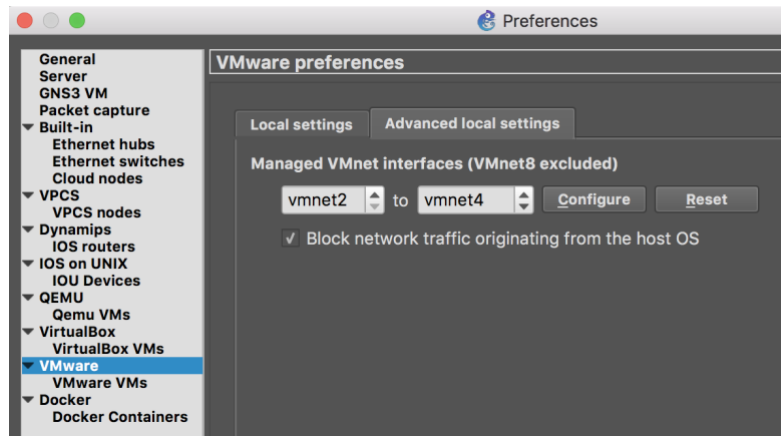 Preferences
General
Server
GNS3 VM
Packet capture
Built-in
Ethernet hubs
Ethernet switches
Cloud nodes
VPCS
VPCS nodes
Dynamips
IOS routers
IOS on UNIX
IOU Devices
QEMU
Qemu VMs
VirtualBox
VirtualBox VMs
VMware
VMware VMs
Docker
Docker Containers
VMware preferences
Local settings Advanced local settings
Managed VMnet interfaces (VMnet8 excluded)
vmnet2 to vmnet4 Configure Reset
Block network traffic originating from the host OS